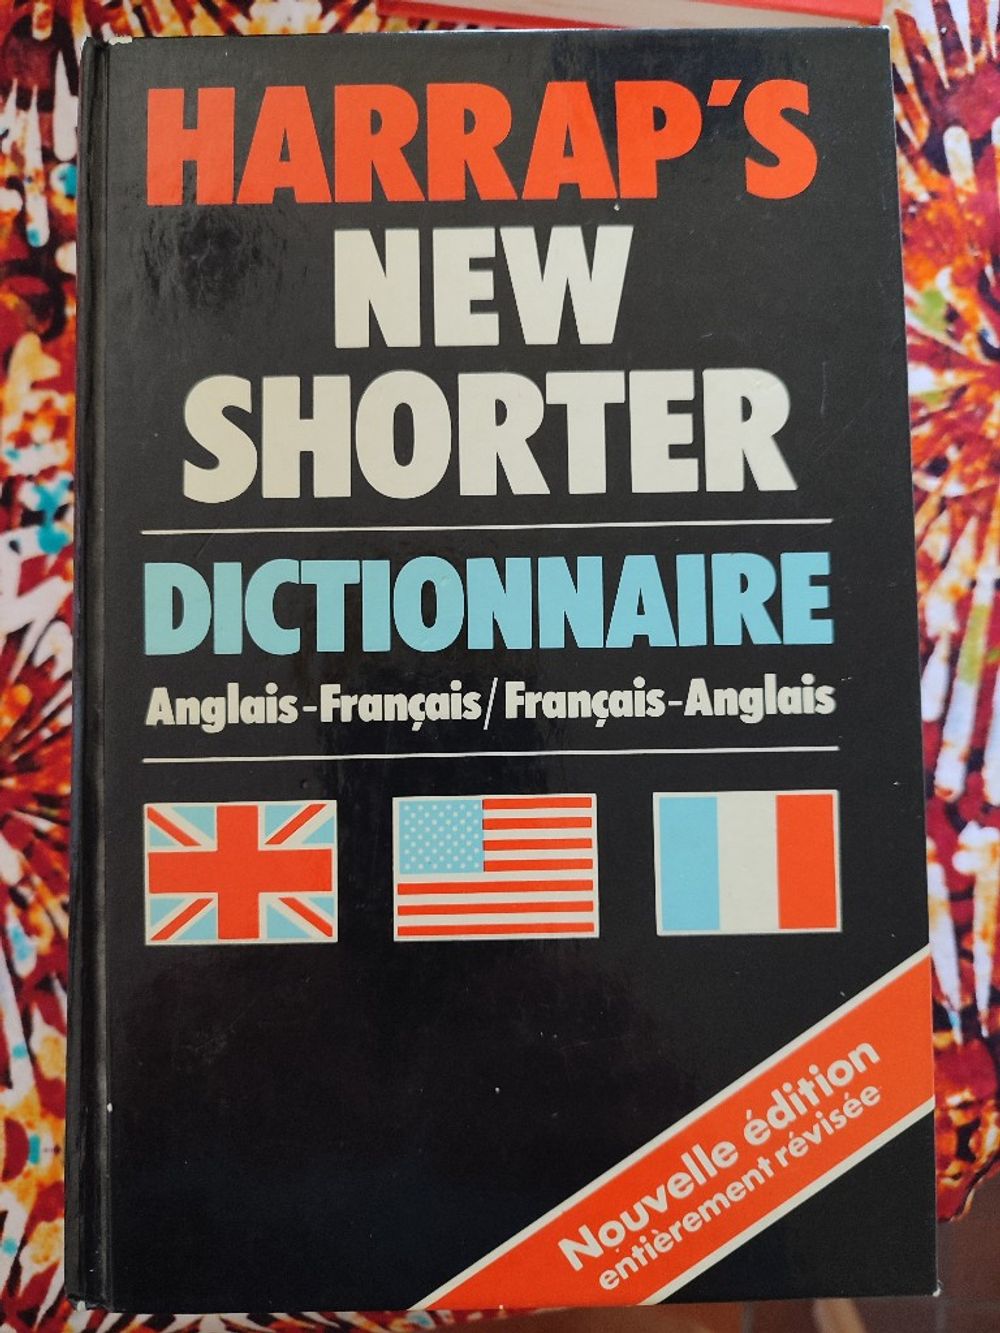 HARRAP'S
NEW
SHORTER
DICTIONNAIRE
Anglais-Français/Français-Anglais
Nouvelle édition
entièrement révisée